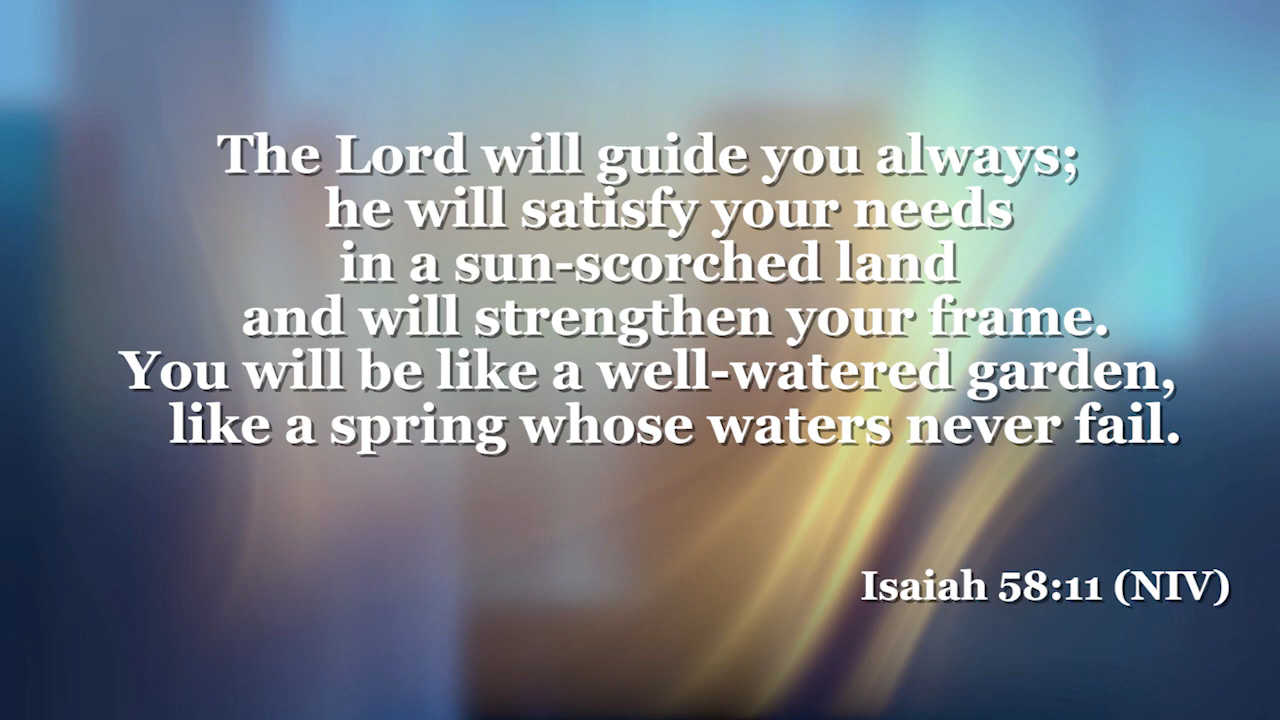 The Lord will guide you always;
he will satisfy your needs
in a sun-scorched land
and will strengthen your frame.
You will be like a well-watered garden,
like a spring whose waters never fail.
Isaiah 58:11 (NIV)